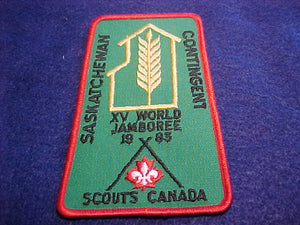 SASKATCHEWAN
CONTINGENT
XV WORLD
JAMBOREE
19 83
SCOUTS CANADA